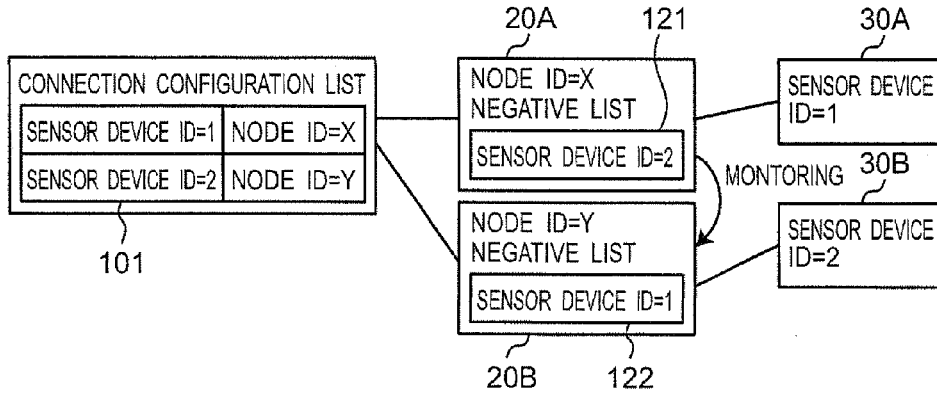 20A
121
30A
CONNECTION CONFIGURATION LIST
SENSOR DEVICE ID=1 NODE ID=X
SENSOR DEVICE ID=2 NODE ID=Y
101
NODE ID=X
NEGATIVE LIST
SENSOR DEVICE ID=2
SENSOR DEVICE
ID=1
MONTORING
30B
NODE ID=Y
NEGATIVE LIST
SENSOR DEVICE ID=1
SENSOR DEVICE
ID=2
20B
122